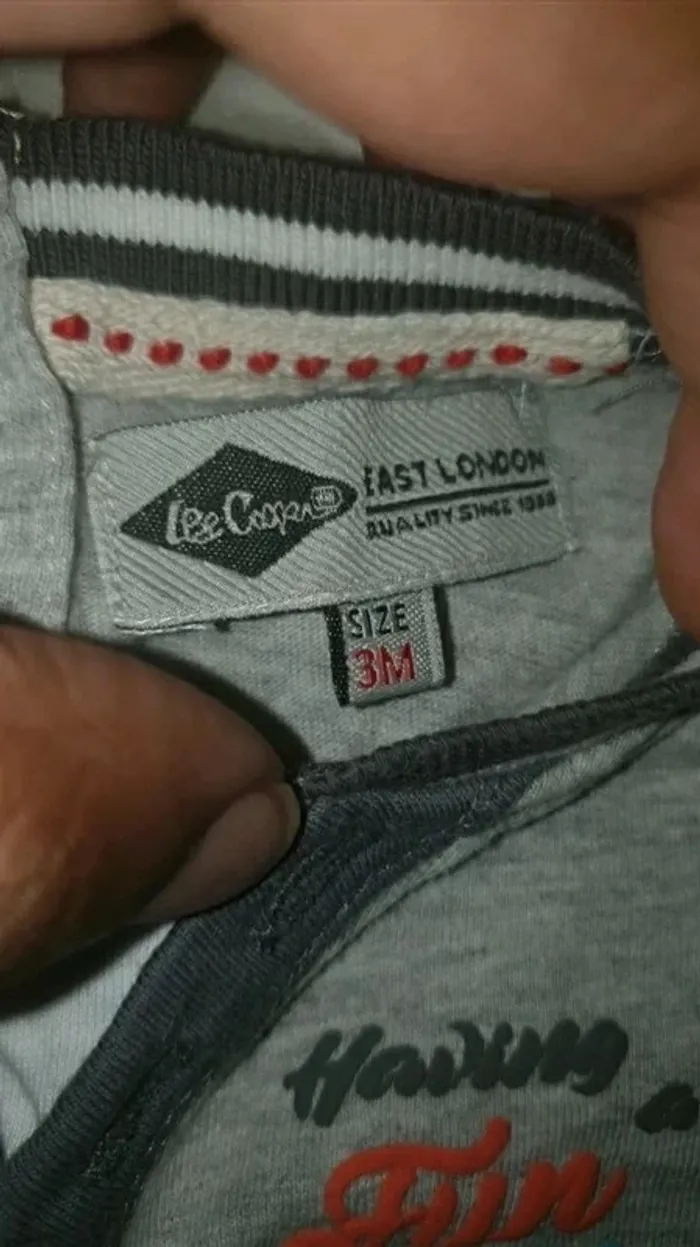 Lee Cooper
EAST LONDON
QUALITY SINCE 1908
SIZE
3M
Having
a
Fun